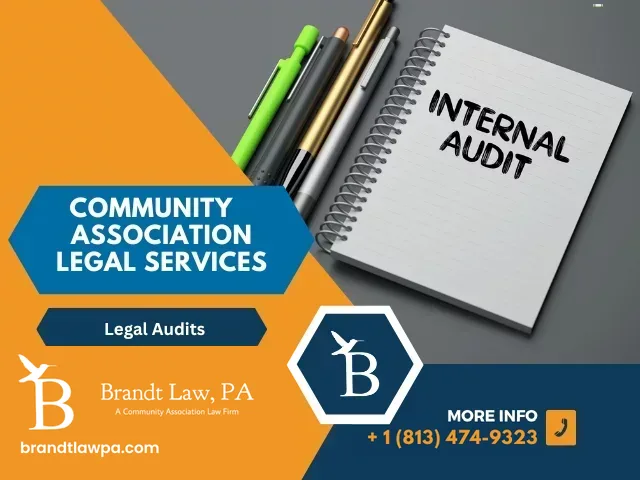 INTERNAL
AUDIT
COMMUNITY
ASSOCIATION
LEGAL SERVICES
Legal Audits
B
Brandt Law, PA
A Community Association Law Firm
brandtlawpa.com
B
MORE INFO
+ 1 (813) 474-9323